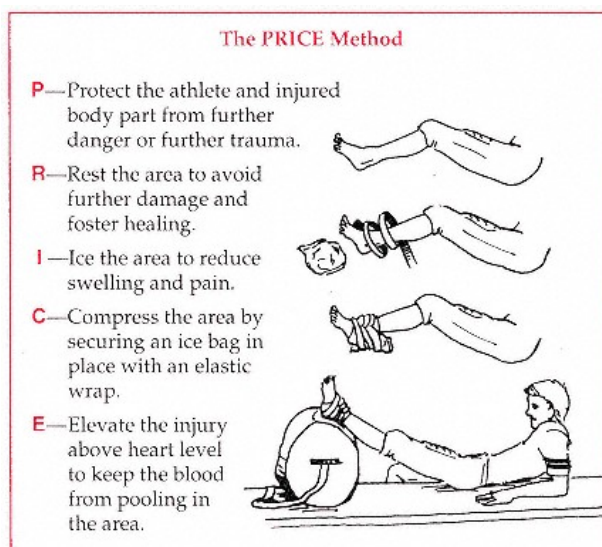 The PRICE Method
P—Protect the athlete and injured
body part from further
danger or further trauma.
R—Rest the area to avoid
further damage and
foster healing.
I—Ice the area to reduce
swelling and pain.
C—Compress the area by
securing an ice bag in
place with an elastic
wrap.
E—Elevate the injury
above heart level
to keep the blood
from pooling in
the area.